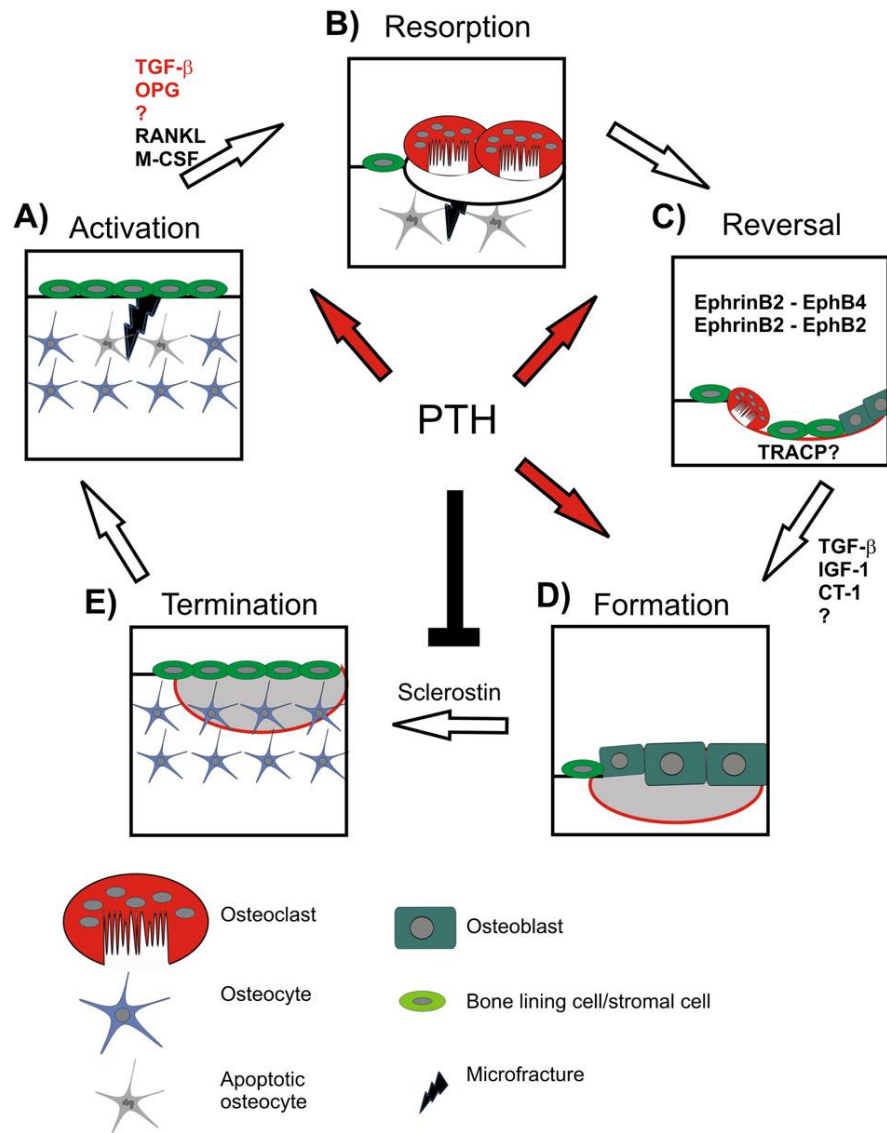 B) Resorption
TGF-β
OPG
?
RANKL
M-CSF
A) Activation
C) Reversal
EphrinB2 - EphB4
EphrinB2 - EphB2
TRACP?
PTH
TGF-β
IGF-1
CT-1
?
D) Formation
E) Termination
Sclerostin
Osteoclast
Osteoblast
Osteocyte
Bone lining cell/stromal cell
Apoptotic
osteocyte
Microfracture